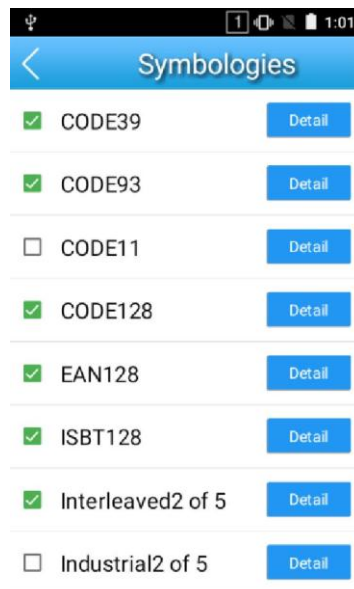 1 1:01
Symbologies
CODE39 Detail
CODE93 Detail
CODE11 Detail
CODE128 Detail
EAN128 Detail
ISBT128 Detail
Interleaved2 of 5 Detail
Industrial2 of 5 Detail